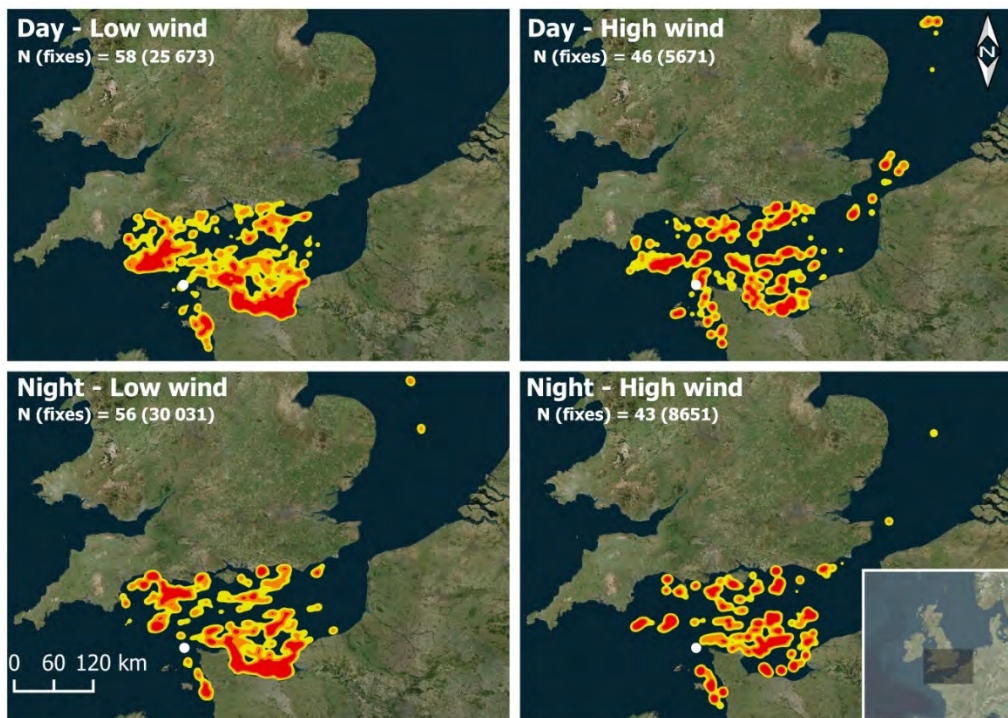 Day - Low wind
N (fixes) = 58 (25 673)
Day - High wind
N (fixes) = 46 (5671)
N
Night - Low wind
N (fixes) = 56 (30 031)
Night - High wind
N (fixes) = 43 (8651)
0 60 120 km